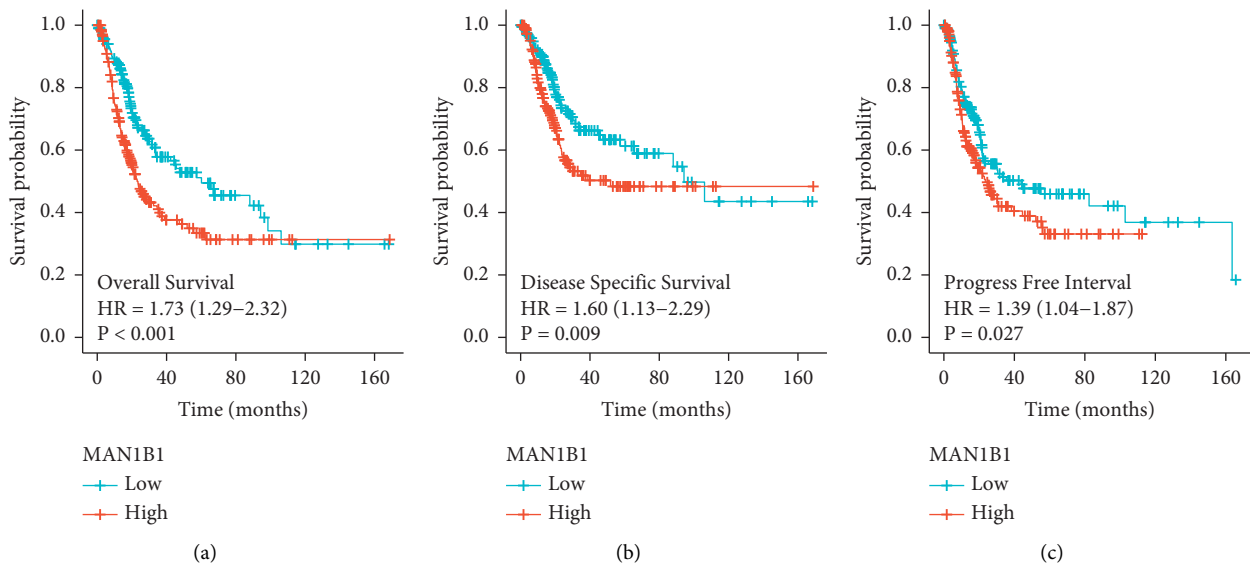 1.0
0.8
0.6
0.4
0.2
0.0
Survival probability
Overall Survival
HR = 1.73 (1.29−2.32)
P < 0.001
0 40 80 120 160
Time (months)
MAN1B1
Low
High
(a)
1.0
0.8
0.6
0.4
0.2
0.0
Survival probability
Disease Specific Survival
HR = 1.60 (1.13−2.29)
P = 0.009
0 40 80 120 160
Time (months)
MAN1B1
Low
High
(b)
1.0
0.8
0.6
0.4
0.2
0.0
Survival probability
Progress Free Interval
HR = 1.39 (1.04−1.87)
P = 0.027
0 40 80 120 160
Time (months)
MAN1B1
Low
High
(c)